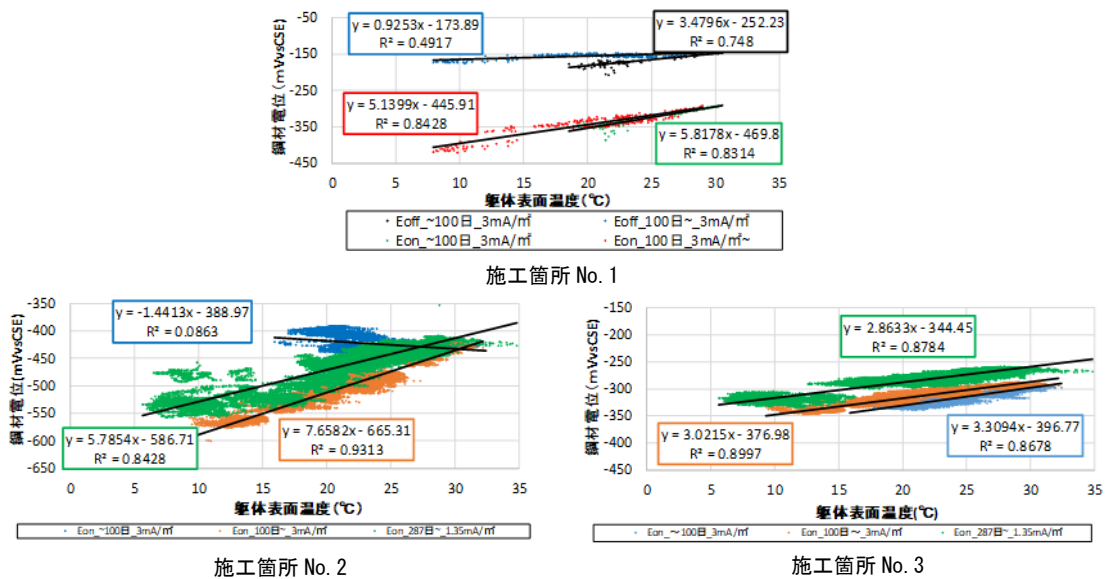 -50
-150
-250
-350
-450
鋼材電位(mVvsCSE)
y = 0.9253x - 173.89
R² = 0.4917
y = 3.4796x - 252.23
R² = 0.748
y = 5.1399x - 445.91
R² = 0.8428
y = 5.8178x - 469.8
R² = 0.8314
0 5 10 15 20 25 30 35
躯体表面温度(℃)
Eoff_~100日_3mA/㎡ Eoff_100日~_3mA/㎡
Eon_~100日_3mA/㎡ Eon_100日_3mA/㎡~
施工箇所 No. 1
-350
-400
-450
-500
-550
-600
-650
鋼材電位(mVvsCSE)
y = -1.4413x - 388.97
R² = 0.0863
y = 5.7854x - 586.71
R² = 0.8428
y = 7.6582x - 665.31
R² = 0.9313
0 5 10 15 20 25 30 35
躯体表面温度(℃)
Eon_~100日_3mA/㎡ Eon_100日~_3mA/㎡ Eon_287日~_1.35mA/㎡
施工箇所 No. 2
-150
-200
-250
-300
-350
-400
-450
鋼材電位(mVvsCSE)
y = 2.8633x - 344.45
R² = 0.8784
y = 3.0215x - 376.98
R² = 0.8997
y = 3.3094x - 396.77
R² = 0.8678
0 5 10 15 20 25 30 35
躯体表面温度(℃)
Eon_~100日_3mA/㎡ Eon_100日~_3mA/㎡ Eon_287日~_1.35mA/㎡
施工箇所 No. 3